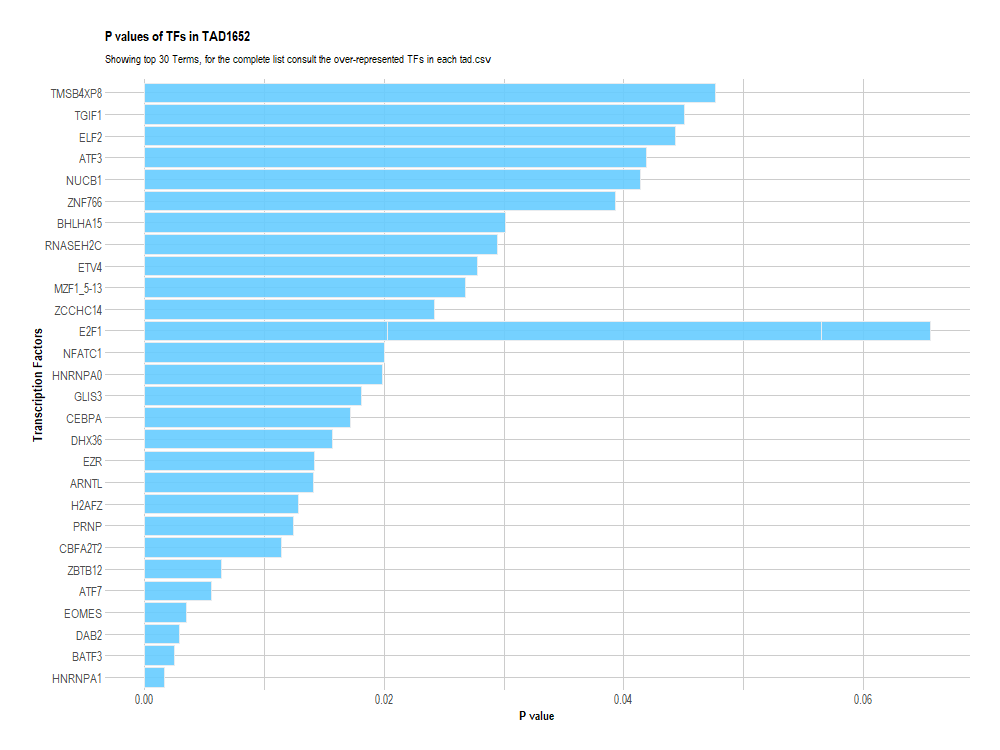 P values of TFs in TAD1652
Showing top 30 Terms, for the complete list consult the over-represented TFs in each tad.csv
TMSB4XP8
TGIF1
ELF2
ATF3
NUCB1
ZNF766
BHLHA15
RNASEH2C
ETV4
MZF1_5-13
ZCCHC14
E2F1
NFATC1
HNRNPA0
GLIS3
CEBPA
DHX36
EZR
ARNTL
H2AFZ
PRNP
CBFA2T2
ZBTB12
ATF7
EOMES
DAB2
BATF3
HNRNPA1
Transcription Factors
0.00 0.02 0.04 0.06
P value